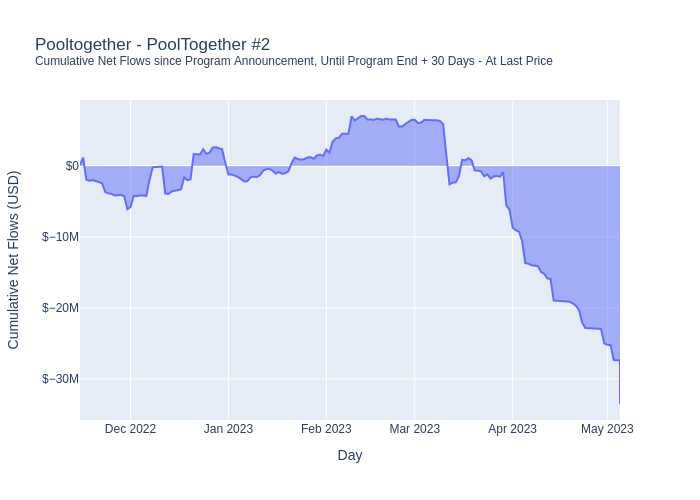 Pooltogether - PoolTogether #2
Cumulative Net Flows since Program Announcement, Until Program End + 30 Days - At Last Price
Cumulative Net Flows (USD)
$0
$−10M
$−20M
$−30M
Dec 2022
Jan 2023
Feb 2023
Mar 2023
Apr 2023
May 2023
Day